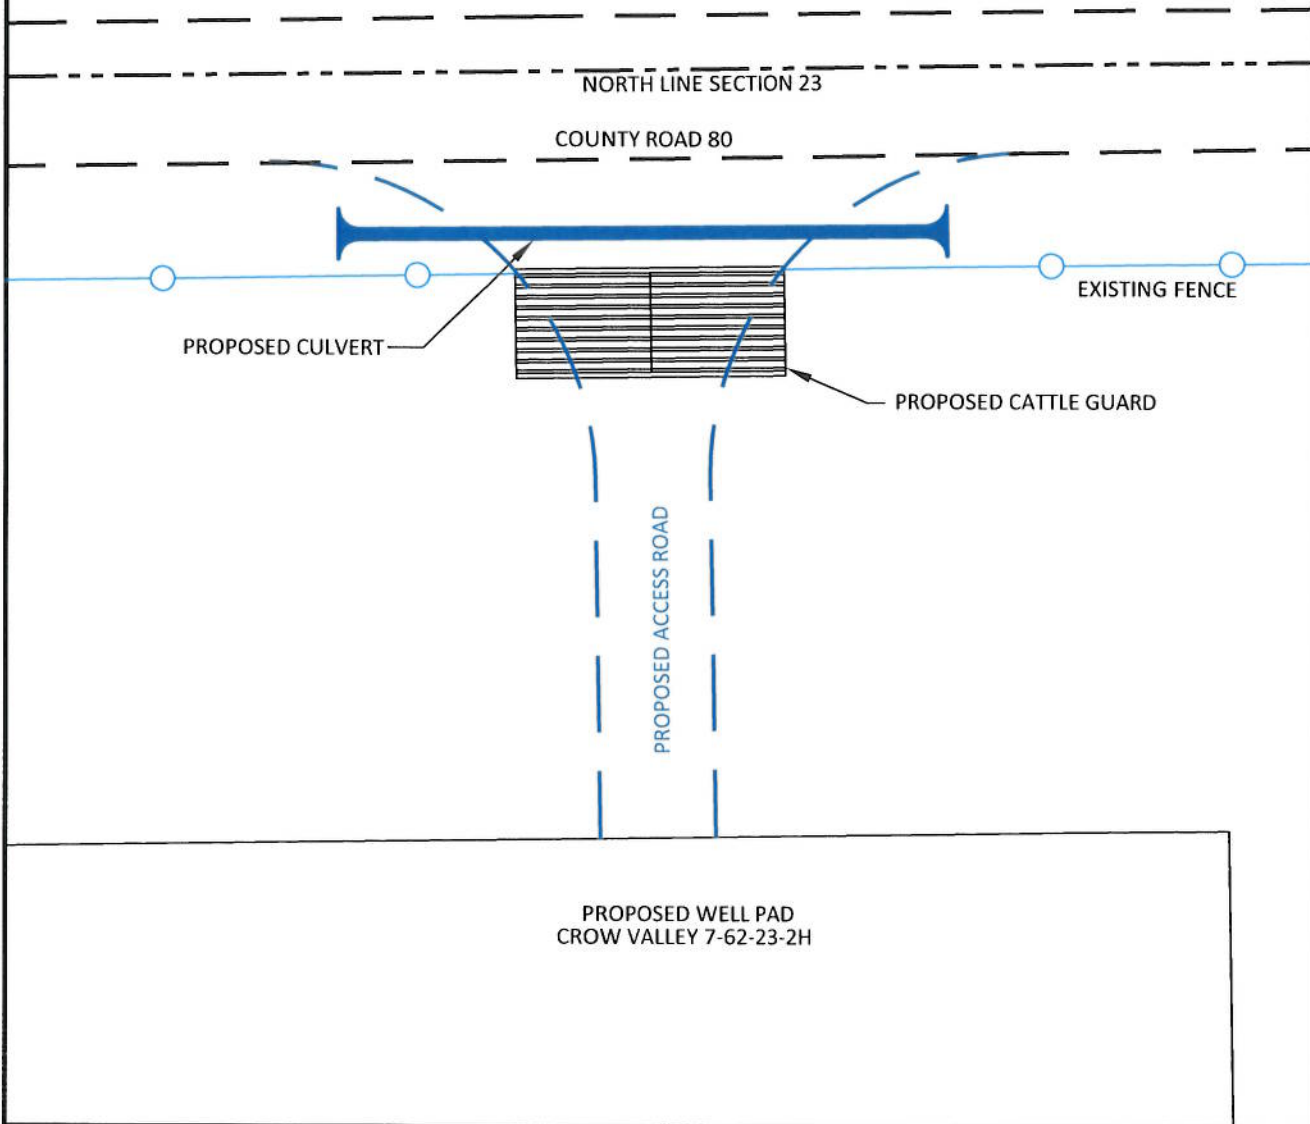 NORTH LINE SECTION 23
COUNTY ROAD 80
EXISTING FENCE
PROPOSED CULVERT
PROPOSED CATTLE GUARD
PROPOSED ACCESS ROAD
PROPOSED WELL PAD
CROW VALLEY 7-62-23-2H